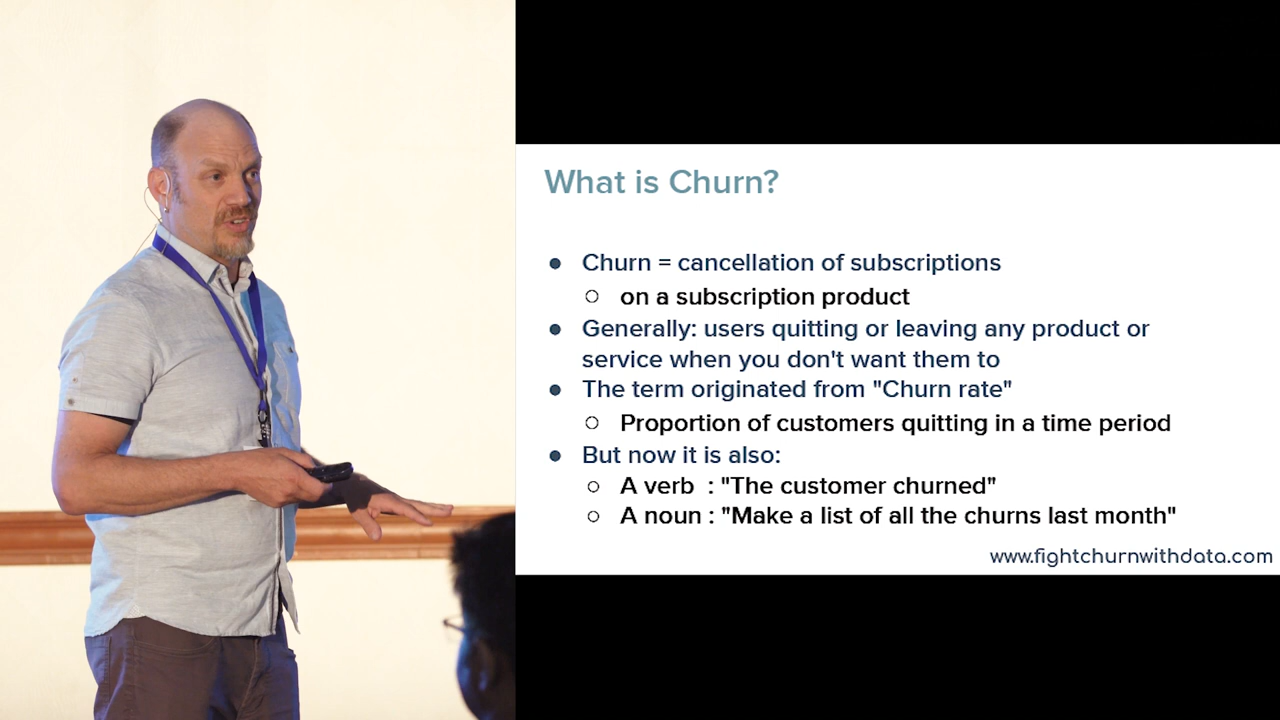 What is Churn?
● Churn = cancellation of subscriptions
○ on a subscription product
● Generally: users quitting or leaving any product or
service when you don't want them to
● The term originated from "Churn rate"
○ Proportion of customers quitting in a time period
● But now it is also:
○ A verb : "The customer churned"
○ A noun : "Make a list of all the churns last month"
www.fightchurnwithdata.com